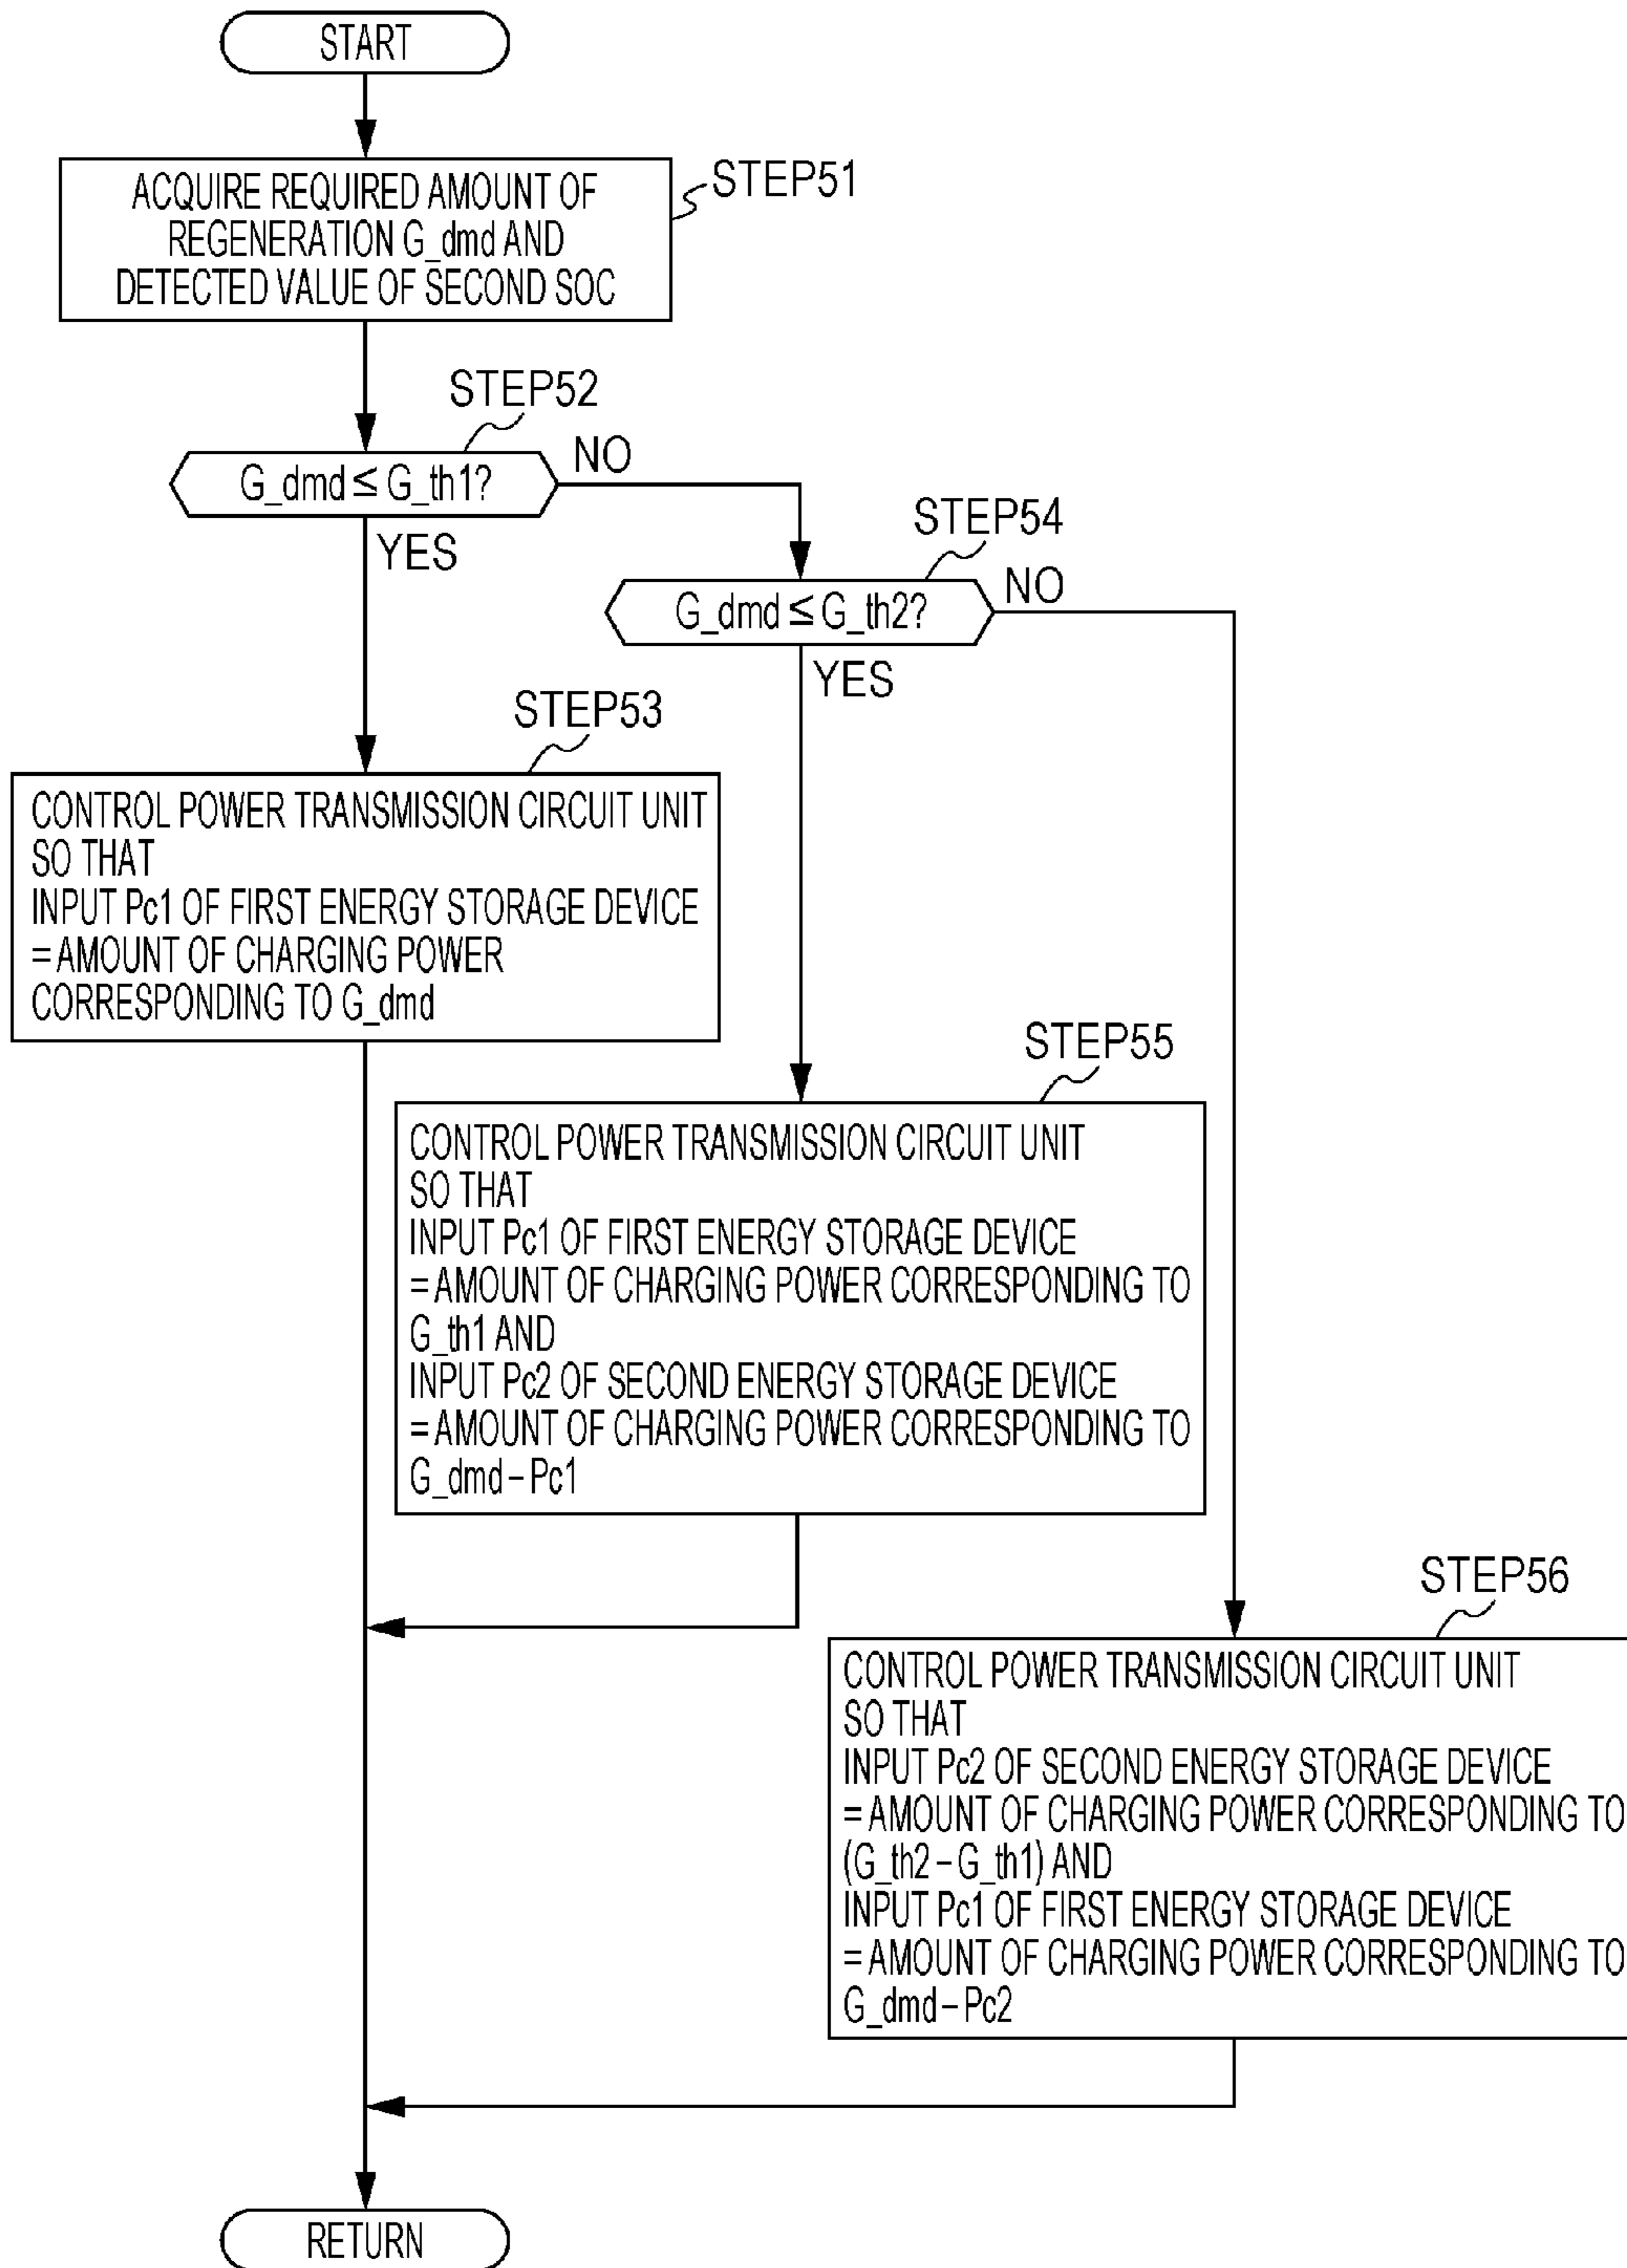 START
ACQUIRE REQUIRED AMOUNT OF
REGENERATION G_dmd AND
DETECTED VALUE OF SECOND SOC
STEP51
STEP52
G_dmd ≤ G_th1?
NO
YES
STEP54
G_dmd ≤ G_th2?
NO
YES
STEP53
CONTROL POWER TRANSMISSION CIRCUIT UNIT
SO THAT
INPUT Pc1 OF FIRST ENERGY STORAGE DEVICE
= AMOUNT OF CHARGING POWER
CORRESPONDING TO G_dmd
STEP55
CONTROL POWER TRANSMISSION CIRCUIT UNIT
SO THAT
INPUT Pc1 OF FIRST ENERGY STORAGE DEVICE
= AMOUNT OF CHARGING POWER CORRESPONDING TO
G_th1 AND
INPUT Pc2 OF SECOND ENERGY STORAGE DEVICE
= AMOUNT OF CHARGING POWER CORRESPONDING TO
G_dmd – Pc1
STEP56
CONTROL POWER TRANSMISSION CIRCUIT UNIT
SO THAT
INPUT Pc2 OF SECOND ENERGY STORAGE DEVICE
= AMOUNT OF CHARGING POWER CORRESPONDING TO
(G_th2 – G_th1) AND
INPUT Pc1 OF FIRST ENERGY STORAGE DEVICE
= AMOUNT OF CHARGING POWER CORRESPONDING TO
G_dmd – Pc2
RETURN